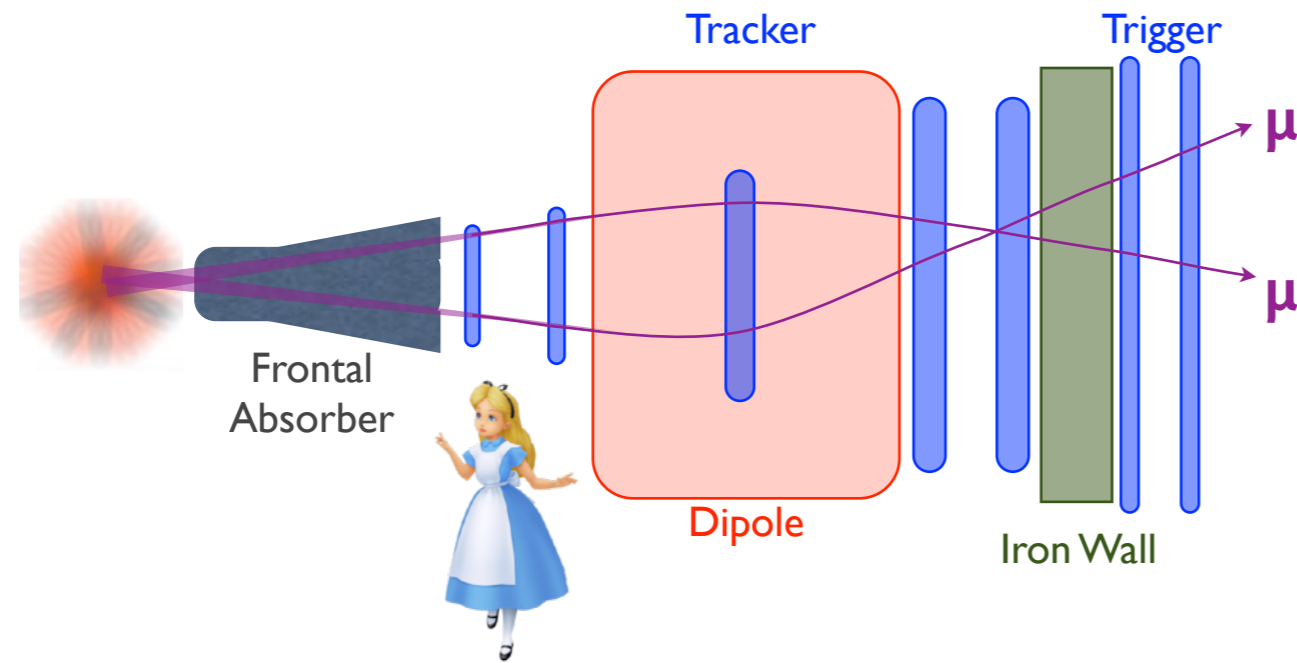 Tracker
Trigger
μ
μ
Frontal
Absorber
Dipole
Iron Wall